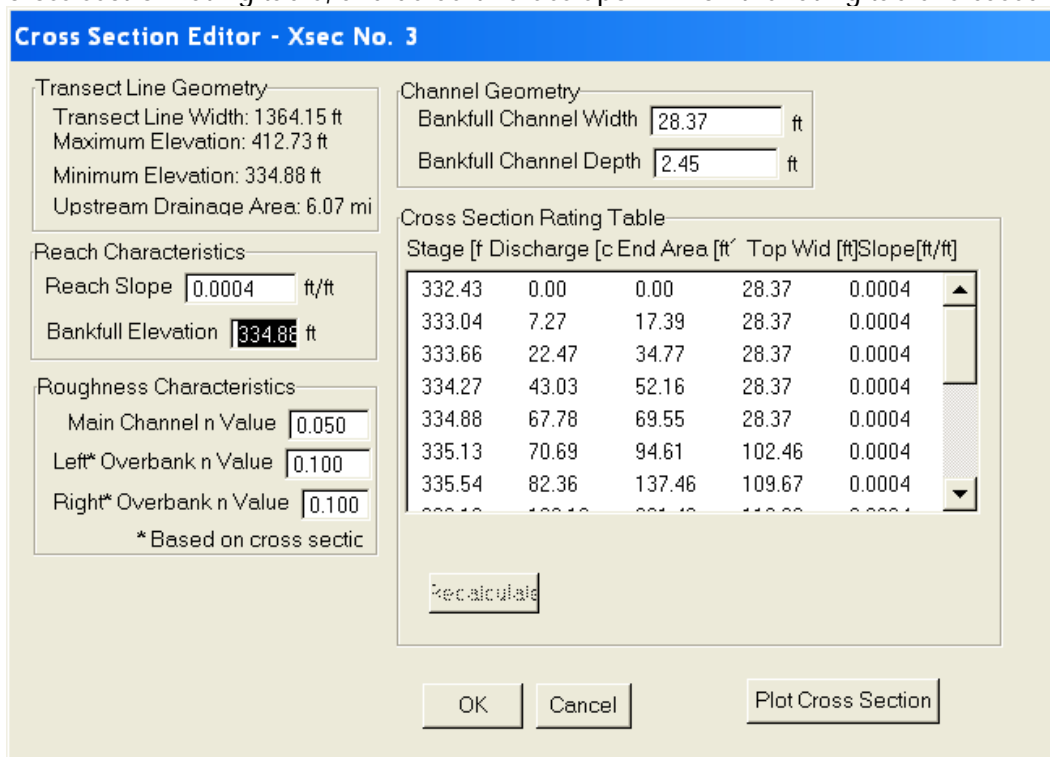 Cross Section Editor - Xsec No. 3
Transect Line Geometry
Transect Line Width: 1364.15 ft
Maximum Elevation: 412.73 ft
Minimum Elevation: 334.88 ft
Upstream Drainage Area: 6.07 mi
Reach Characteristics
Reach Slope 0.0004 ft/ft
Bankfull Elevation 334.88 ft
Roughness Characteristics
Main Channel n Value 0.050
Left* Overbank n Value 0.100
Right* Overbank n Value 0.100
* Based on cross sectic
Channel Geometry
Bankfull Channel Width 28.37 ft
Bankfull Channel Depth 2.45 ft
Cross Section Rating Table
Stage [f Discharge [c End Area [ft Top Wid [ft]Slope[ft/ft]
332.43 0.00 0.00 28.37 0.0004
333.04 7.27 17.39 28.37 0.0004
333.66 22.47 34.77 28.37 0.0004
334.27 43.03 52.16 28.37 0.0004
334.88 67.78 69.55 28.37 0.0004
335.13 70.69 94.61 102.46 0.0004
335.54 82.36 137.46 109.67 0.0004
Recalculate
OK Cancel Plot Cross Section